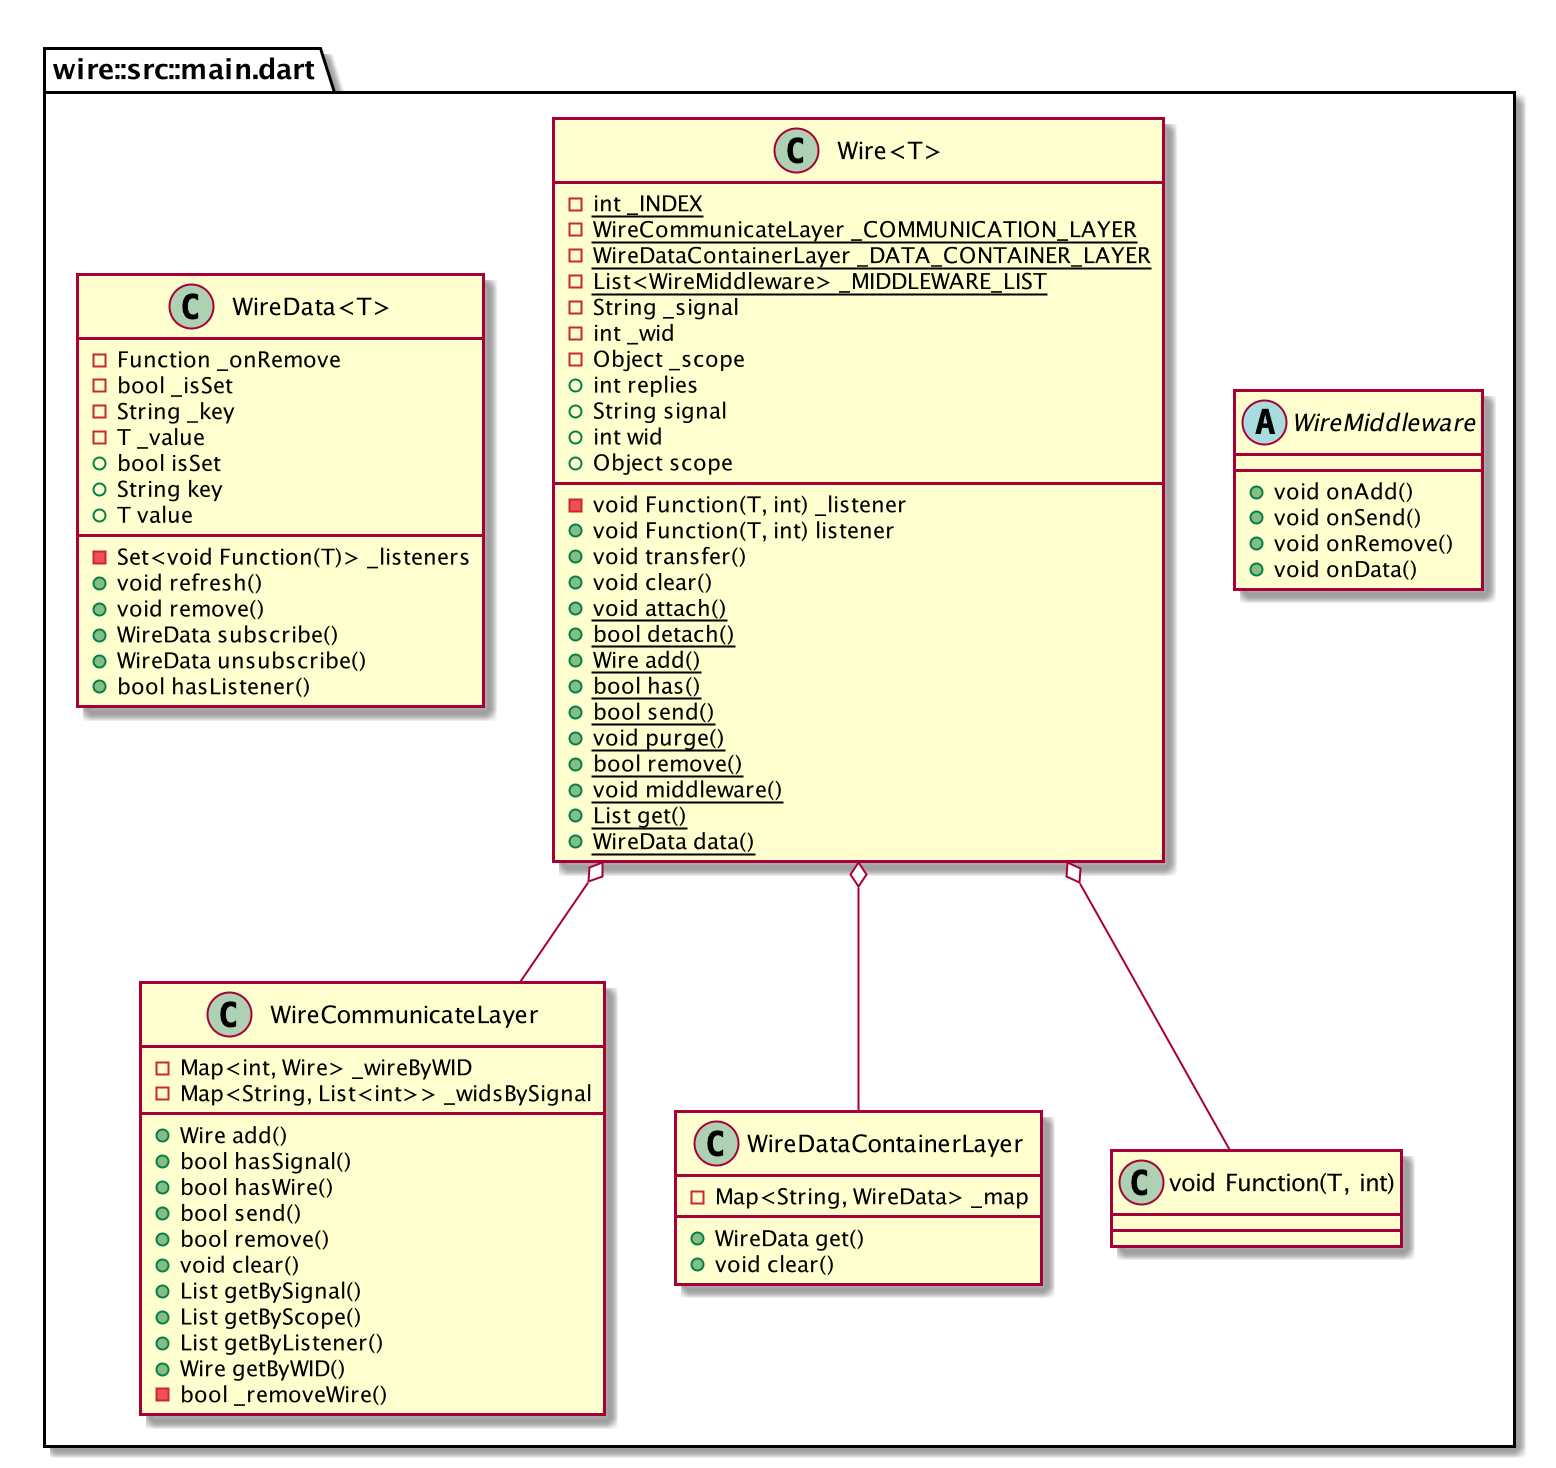 wire::src::main.dart
C Wire<T>
int _INDEX
WireCommunicateLayer _COMMUNICATION_LAYER
WireDataContainerLayer _DATA_CONTAINER_LAYER
List<WireMiddleware> _MIDDLEWARE_LIST
String _signal
int _wid
Object _scope
int replies
String signal
int wid
Object scope
void Function(T, int) _listener
void Function(T, int) listener
void transfer()
void clear()
void attach()
bool detach()
Wire add()
bool has()
bool send()
void purge()
bool remove()
void middleware()
List get()
WireData data()
C WireData<T>
Function _onRemove
bool _isSet
String _key
T _value
bool isSet
String key
T value
Set<void Function(T)> _listeners
void refresh()
void remove()
WireData subscribe()
WireData unsubscribe()
bool hasListener()
A WireMiddleware
void onAdd()
void onSend()
void onRemove()
void onData()
C WireCommunicateLayer
Map<int, Wire> _wireByWID
Map<String, List<int>> _widsBySignal
Wire add()
bool hasSignal()
bool hasWire()
bool send()
bool remove()
void clear()
List getBySignal()
List getByScope()
List getByListener()
Wire getByWID()
bool _removeWire()
C WireDataContainerLayer
Map<String, WireData> _map
WireData get()
void clear()
C void Function(T, int)